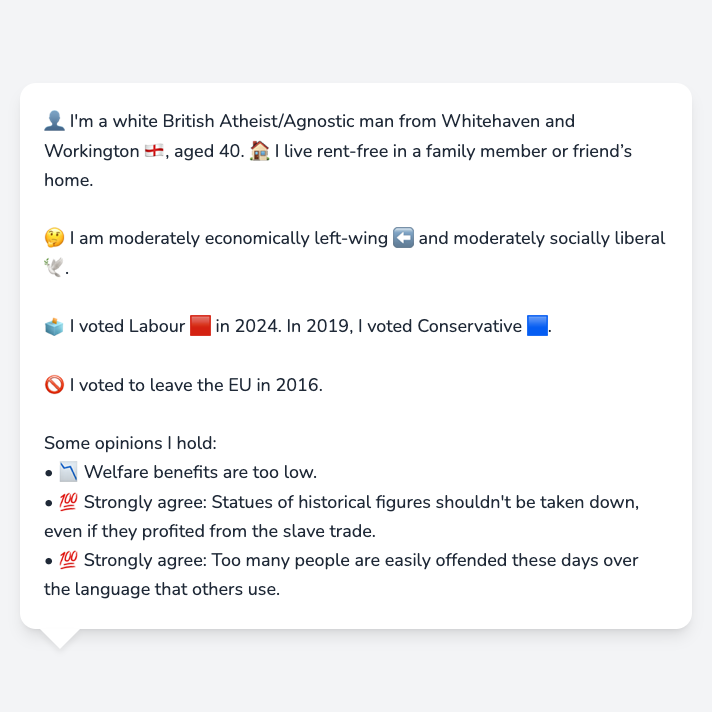 👤 I'm a white British Atheist/Agnostic man from Whitehaven and
Workington 🏴󠁧󠁢󠁥󠁮󠁧󠁿, aged 40. 🏠 I live rent-free in a family member or friend’s
home.
🤔 I am moderately economically left-wing ⬅️ and moderately socially liberal
🕊️.
🗳️ I voted Labour 🟥 in 2024. In 2019, I voted Conservative 🟦.
🚫 I voted to leave the EU in 2016.
Some opinions I hold:
• 📉 Welfare benefits are too low.
• 💯 Strongly agree: Statues of historical figures shouldn't be taken down,
even if they profited from the slave trade.
• 💯 Strongly agree: Too many people are easily offended these days over
the language that others use.